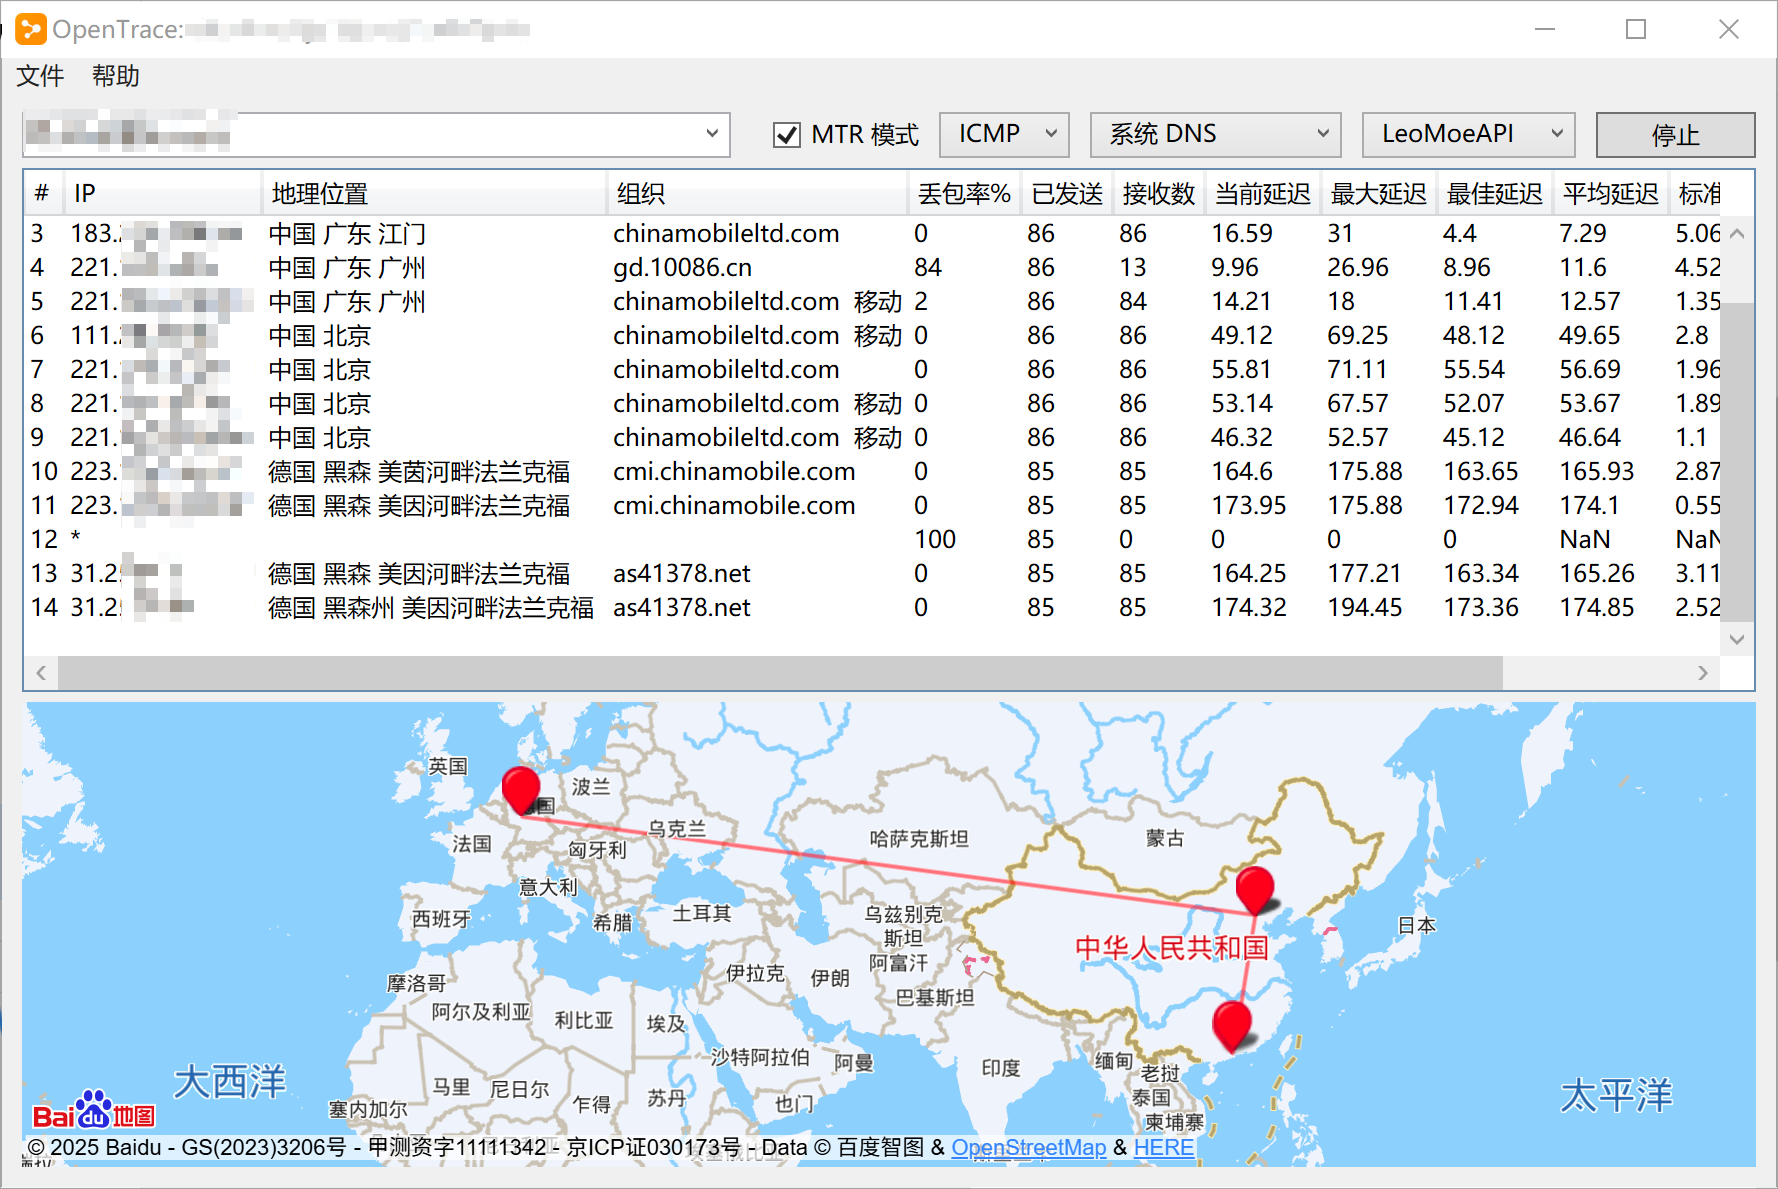 OpenTrace:
文件 帮助
MTR 模式 ICMP 系统 DNS LeoMoeAPI 停止
# IP 地理位置 组织 丢包率% 已发送 接收数 当前延迟 最大延迟 最佳延迟 平均延迟 标准
3 183. 中国 广东 江门 chinamobileltd.com 0 86 86 16.59 31 4.4 7.29 5.06
4 221. 中国 广东 广州 gd.10086.cn 84 86 13 9.96 26.96 8.96 11.6 4.52
5 221. 中国 广东 广州 chinamobileltd.com 移动 2 86 84 14.21 18 11.41 12.57 1.35
6 111. 中国 北京 chinamobileltd.com 移动 0 86 86 49.12 69.25 48.12 49.65 2.8
7 221. 中国 北京 chinamobileltd.com 0 86 86 55.81 71.11 55.54 56.69 1.96
8 221. 中国 北京 chinamobileltd.com 移动 0 86 86 53.14 67.57 52.07 53.67 1.89
9 221. 中国 北京 chinamobileltd.com 移动 0 86 86 46.32 52.57 45.12 46.64 1.1
10 223. 德国 黑森 美茵河畔法兰克福 cmi.chinamobile.com 0 85 85 164.6 175.88 163.65 165.93 2.87
11 223. 德国 黑森 美因河畔法兰克福 cmi.chinamobile.com 0 85 85 173.95 175.88 172.94 174.1 0.55
12 * 100 85 0 0 0 0 NaN NaN
13 31.2 德国 黑森 美因河畔法兰克福 as41378.net 0 85 85 164.25 177.21 163.34 165.26 3.11
14 31.2 德国 黑森州 美因河畔法兰克福 as41378.net 0 85 85 174.32 194.45 173.36 174.85 2.52
英国
波兰
国
乌克兰
法国
匈牙利
哈萨克斯坦
蒙古
意大利
西班牙
希腊
土耳其
乌兹别克
斯坦
日本
中华人民共和国
阿富汗
伊拉克
伊朗
摩洛哥
巴基斯坦
阿尔及利亚
利比亚
埃及
沙特阿拉伯
阿曼
印度
缅甸
老挝
大西洋
马里
尼日尔
苏丹
乍得
也门
泰国
太平洋
塞内加尔
柬埔寨
Bai du 地图
© 2025 Baidu - GS(2023)3206号 - 甲测资字11111342 - 京ICP证030173号 - Data © 百度智图 & OpenStreetMap & HERE